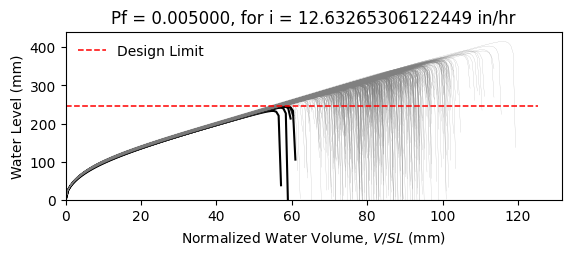 Pf = 0.005000, for i = 12.63265306122449 in/hr
Water Level (mm)
400
300
200
100
0
Design Limit
0 20 40 60 80 100 120
Normalized Water Volume, V/SL (mm)